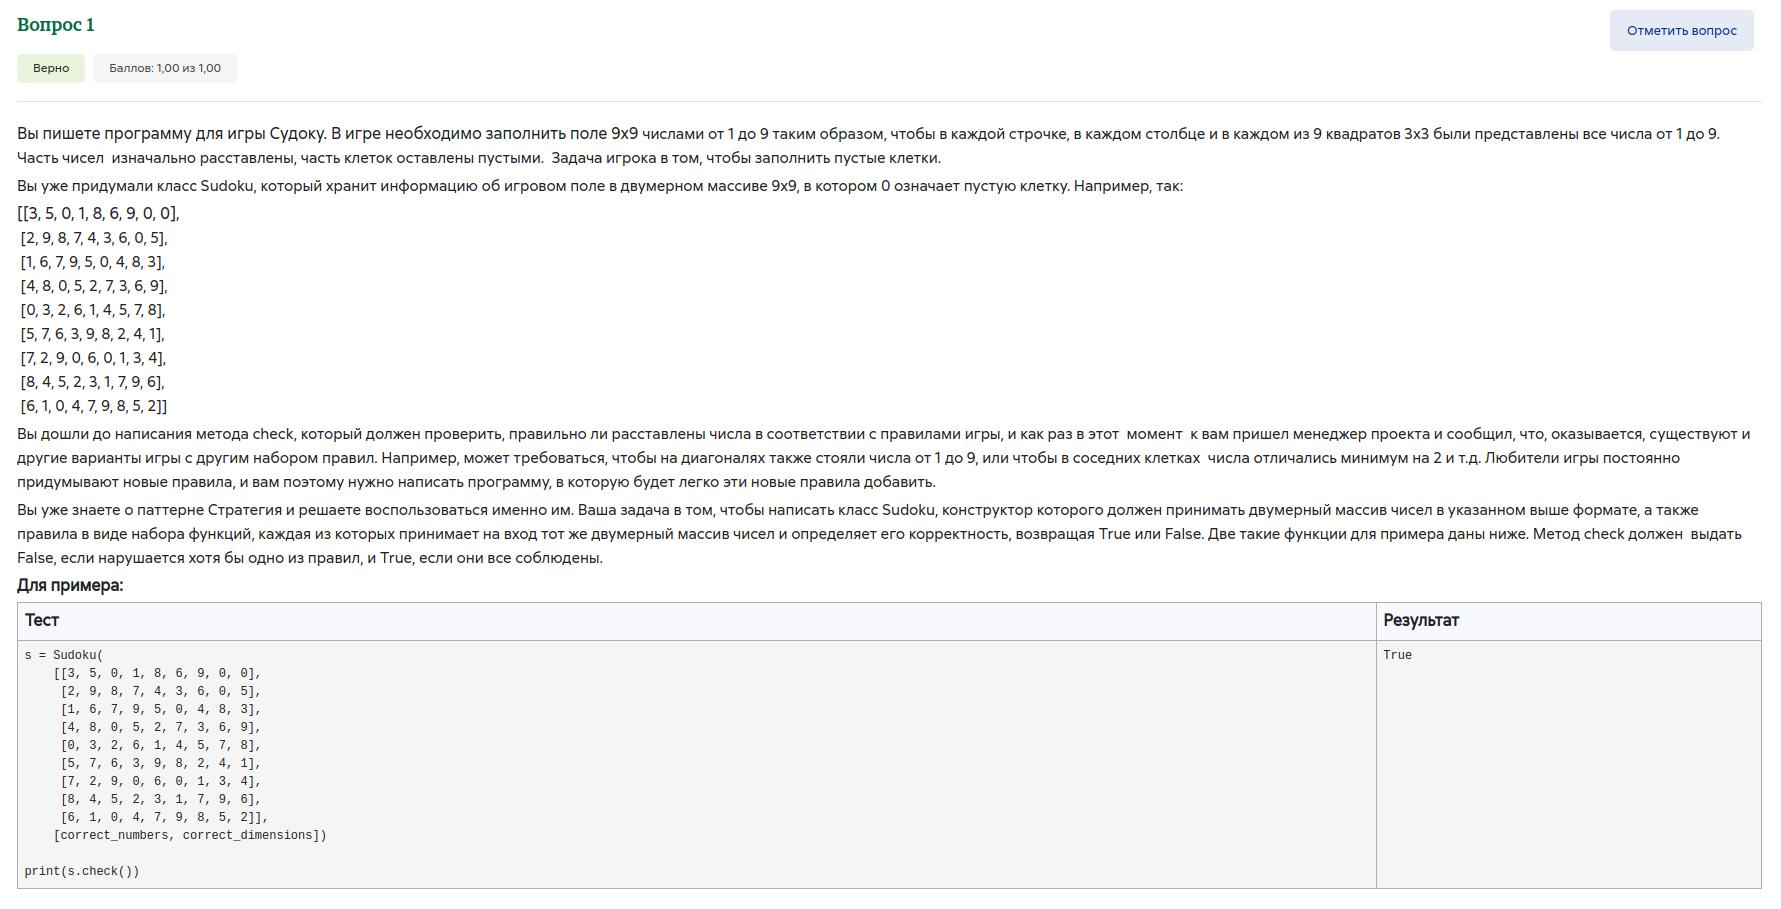 Вопрос 1
Отметить вопрос
Верно
Баллов: 1,00 из 1,00
Вы пишете программу для игры Судоку. В игре необходимо заполнить поле 9х9 числами от 1 до 9 таким образом, чтобы в каждой строчке, в каждом столбце и в каждом из 9 квадратов 3х3 были представлены все числа от 1 до 9.
Часть чисел  изначально расставлены, часть клеток оставлены пустыми.  Задача игрока в том, чтобы заполнить пустые клетки.
Вы уже придумали класс Sudoku, который хранит информацию об игровом поле в двумерном массиве 9х9, в котором 0 означает пустую клетку. Например, так:
[[3, 5, 0, 1, 8, 6, 9, 0, 0],
[2, 9, 8, 7, 4, 3, 6, 0, 5],
[1, 6, 7, 9, 5, 0, 4, 8, 3],
[4, 8, 0, 5, 2, 7, 3, 6, 9],
[0, 3, 2, 6, 1, 4, 5, 7, 8],
[5, 7, 6, 3, 9, 8, 2, 4, 1],
[7, 2, 9, 0, 6, 0, 1, 3, 4],
[8, 4, 5, 2, 3, 1, 7, 9, 6],
[6, 1, 0, 4, 7, 9, 8, 5, 2]]
Вы дошли до написания метода check, который должен проверить, правильно ли расставлены числа в соответствии с правилами игры, и как раз в этот  момент  к вам пришел менеджер проекта и сообщил, что, оказывается, существуют и
другие варианты игры с другим набором правил. Например, может требоваться, чтобы на диагоналях также стояли числа от 1 до 9, или чтобы в соседних клетках  числа отличались минимум на 2 и т.д. Любители игры постоянно
придумывают новые правила, и вам поэтому нужно написать программу, в которую будет легко эти новые правила добавить.
Вы уже знаете о паттерне Стратегия и решаете воспользоваться именно им. Ваша задача в том, чтобы написать класс Sudoku, конструктор которого должен принимать двумерный массив чисел в указанном выше формате, а также
правила в виде набора функций, каждая из которых принимает на вход тот же двумерный массив чисел и определяет его корректность, возвращая True или False. Две такие функции для примера даны ниже. Метод check должен  выдать
False, если нарушается хотя бы одно из правил, и True, если они все соблюдены.
Для примера:
Тест
Результат
s = Sudoku(
True
[[3, 5, 0, 1, 8, 6, 9, 0, 0],
[2, 9, 8, 7, 4, 3, 6, 0, 5],
[1, 6, 7, 9, 5, 0, 4, 8, 3],
[4, 8, 0, 5, 2, 7, 3, 6, 9],
[0, 3, 2, 6, 1, 4, 5, 7, 8],
[5, 7, 6, 3, 9, 8, 2, 4, 1],
[7, 2, 9, 0, 6, 0, 1, 3, 4],
[8, 4, 5, 2, 3, 1, 7, 9, 6],
[6, 1, 0, 4, 7, 9, 8, 5, 2]],
[correct_numbers, correct_dimensions])
print(s.check())